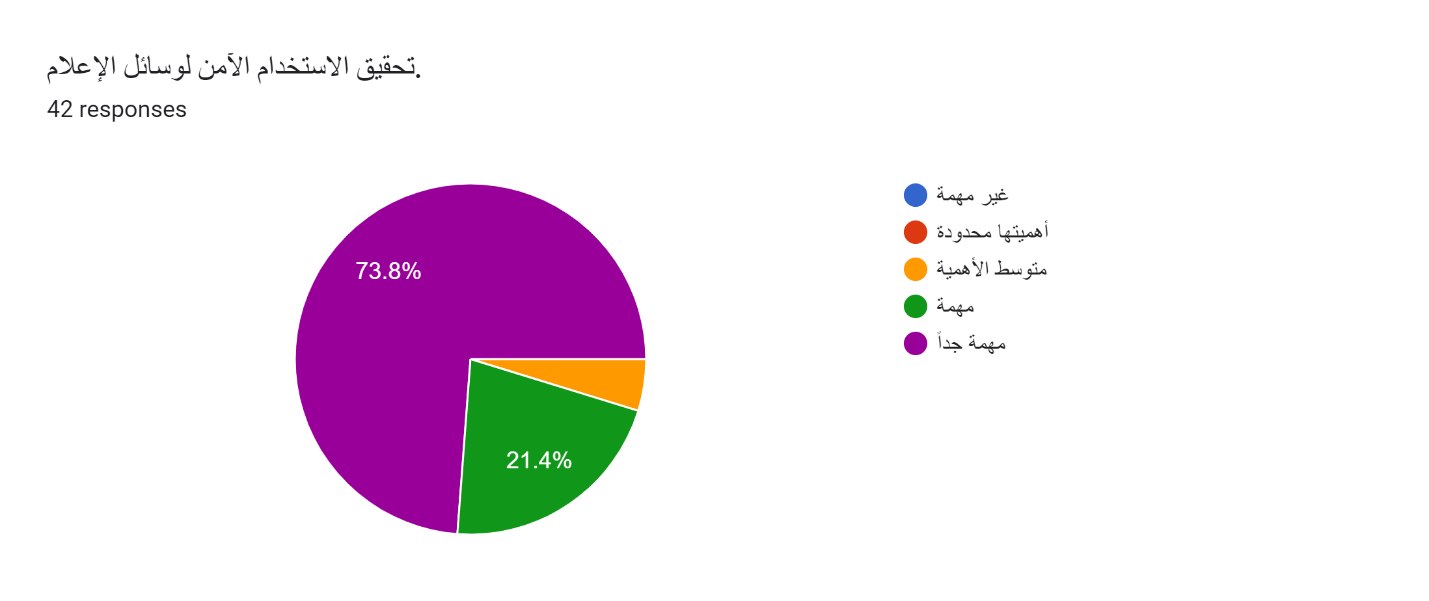 تحقيق الاستخدام الآمن لوسائل الإعلام.
42 responses
73.8%
21.4%
غير مهمة
أهميتها محدودة
متوسط الأهمية
مهمة
مهمة جداً